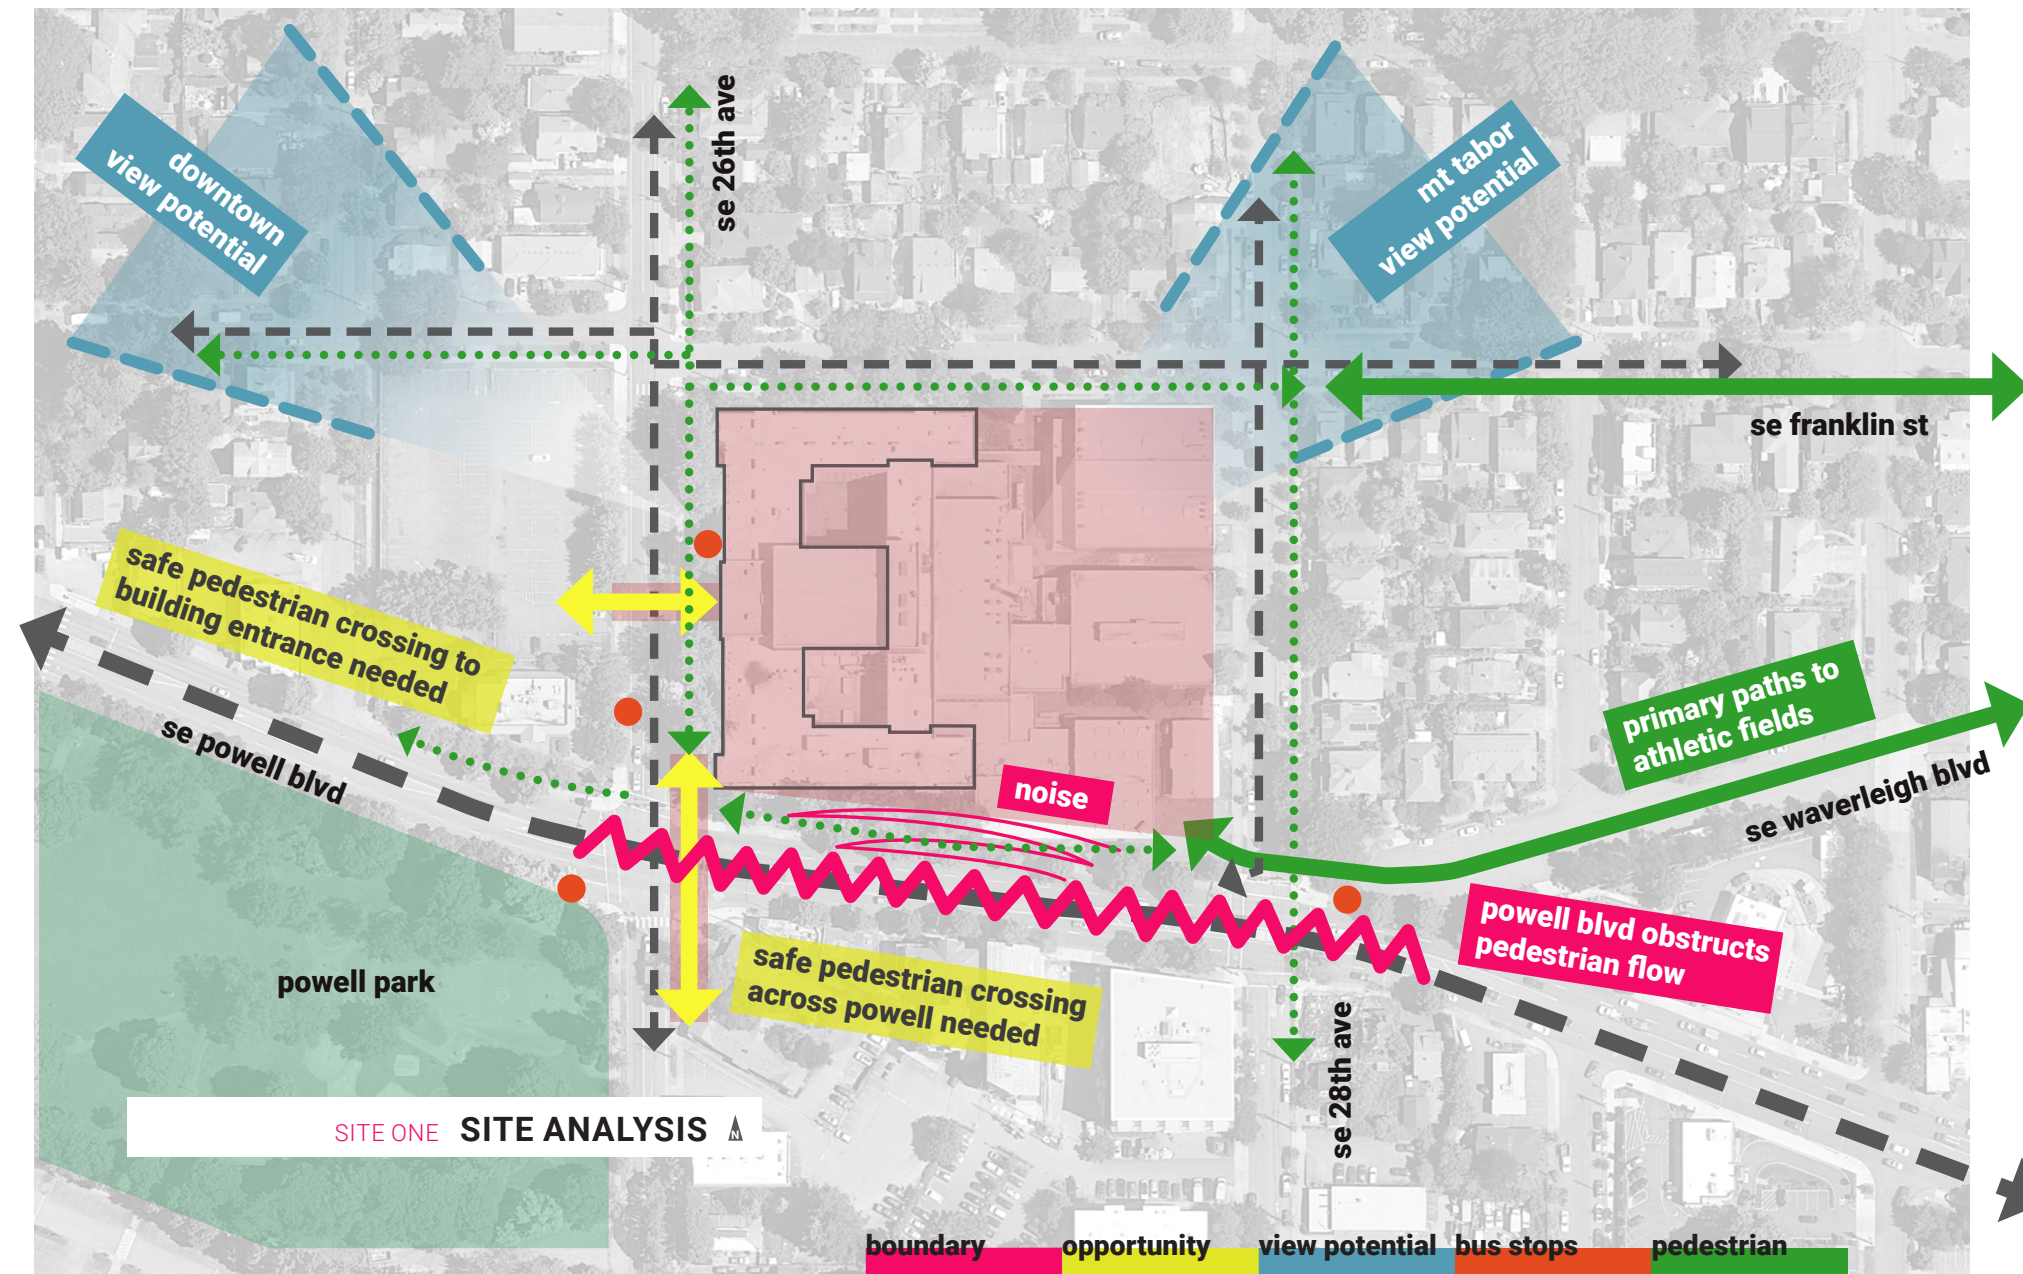 se 26th ave
downtown
view potential
mt tabor
view potential
se franklin st
safe pedestrian crossing to
building entrance needed
se powell blvd
primary paths to
athletic fields
se waverleigh blvd
noise
powell blvd obstructs
pedestrian flow
safe pedestrian crossing
across powell needed
powell park
se 28th ave
SITE ONE SITE ANALYSIS N
boundary opportunity view potential bus stops pedestrian